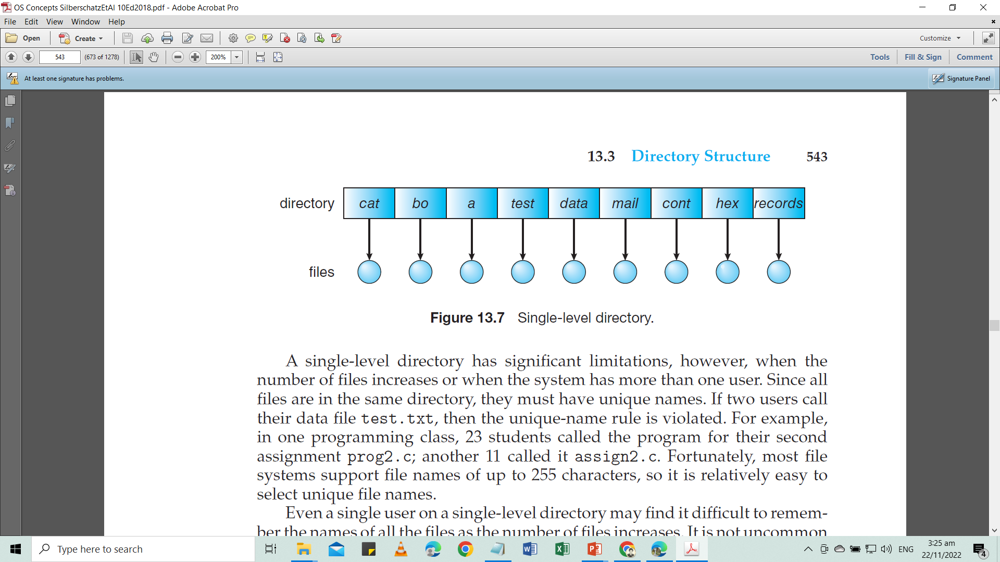 OS Concepts SilberschatzEtAl 10Ed2018.pdf - Adobe Acrobat Pro
File Edit View Window Help
Open Create Customize
543 (673 of 1278) 200% Tools Fill & Sign Comment
At least one signature has problems. Signature Panel
13.3 Directory Structure 543
directory cat bo a test data mail cont hex records
files
Figure 13.7 Single-level directory.
A single-level directory has significant limitations, however, when the
number of files increases or when the system has more than one user. Since all
files are in the same directory, they must have unique names. If two users call
their data file test.txt, then the unique-name rule is violated. For example,
in one programming class, 23 students called the program for their second
assignment prog2.c; another 11 called it assign2.c. Fortunately, most file
systems support file names of up to 255 characters, so it is relatively easy to
select unique file names.
Even a single user on a single-level directory may find it difficult to remem-
ber the names of all the files as the number of files increases. It is not uncommon
Type here to search ENG 3:25 am
22/11/2022 4